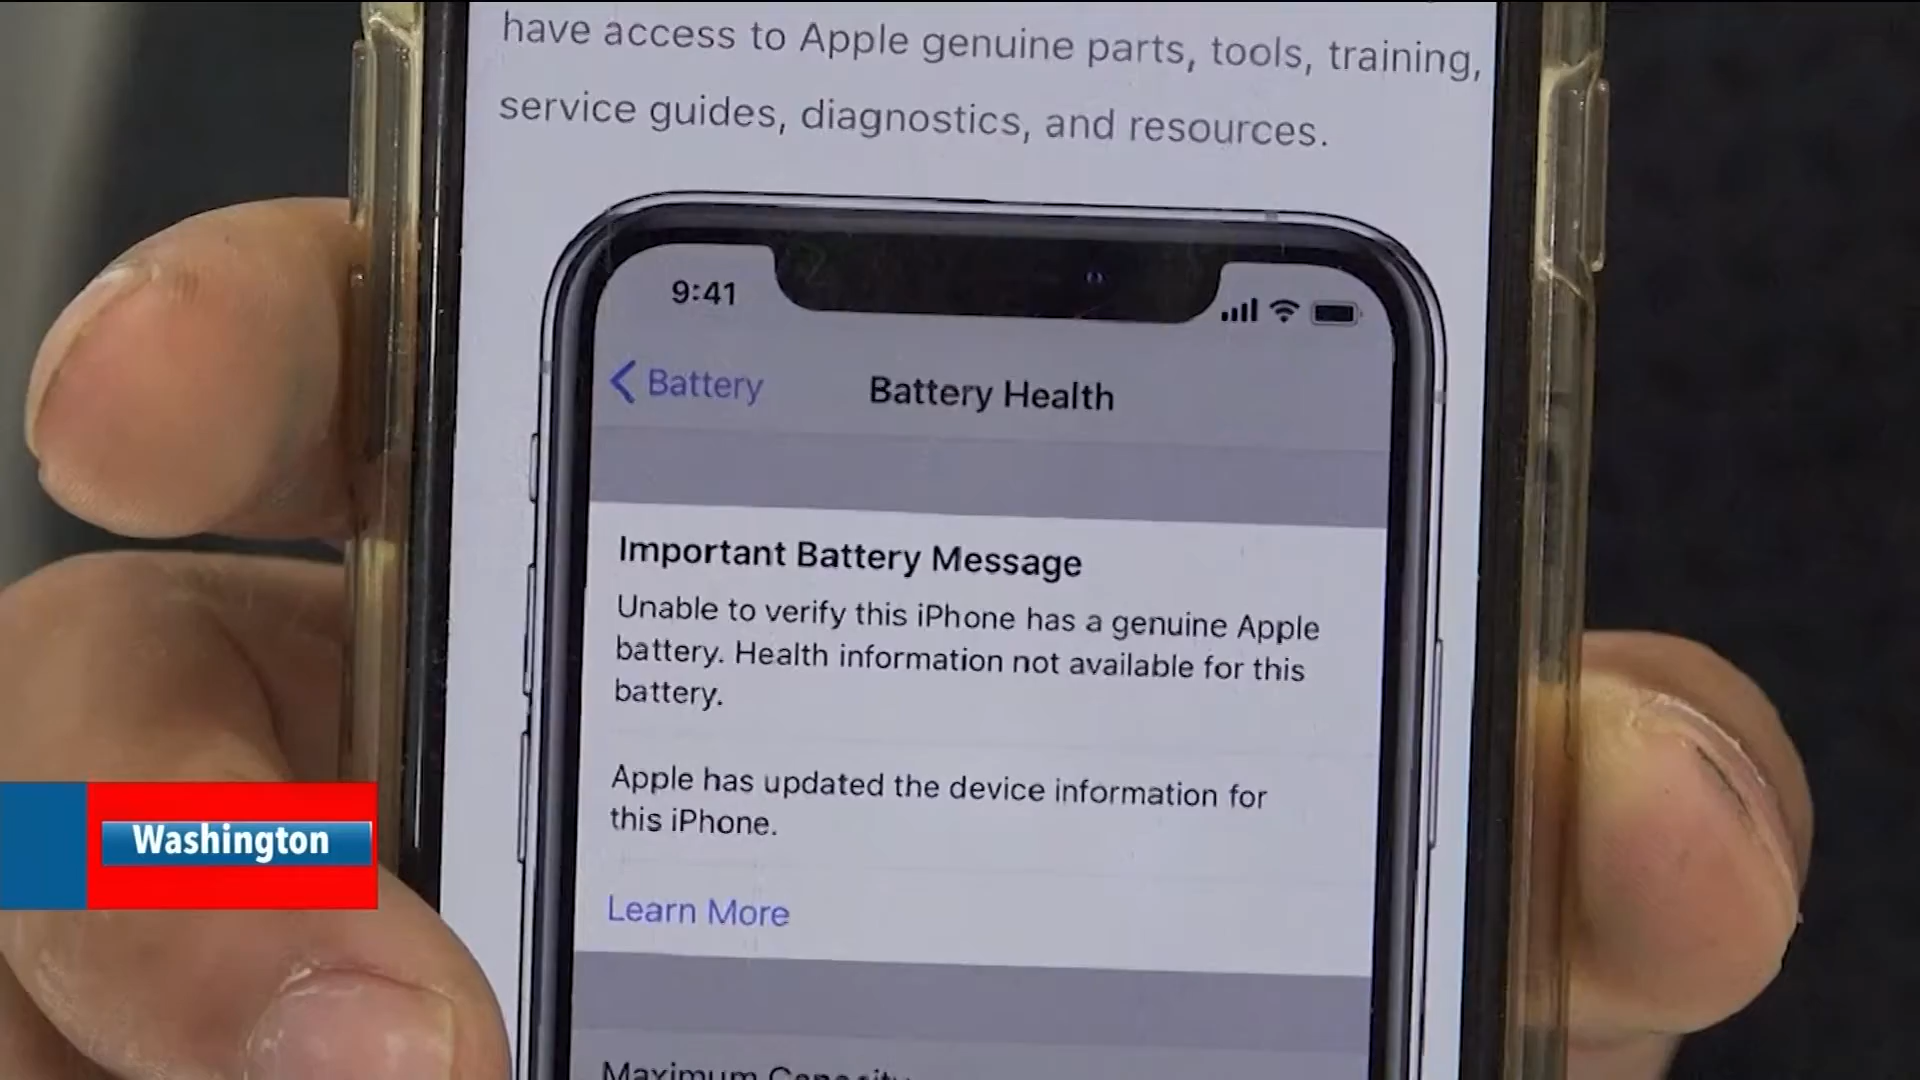 have access to Apple genuine parts, tools, training,
service guides, diagnostics, and resources.
9:41
Battery
Battery Health
Important Battery Message
Unable to verify this iPhone has a genuine Apple
battery. Health information not available for this
battery.
Apple has updated the device information for
this iPhone.
Learn More
Maximum Capacity
Washington